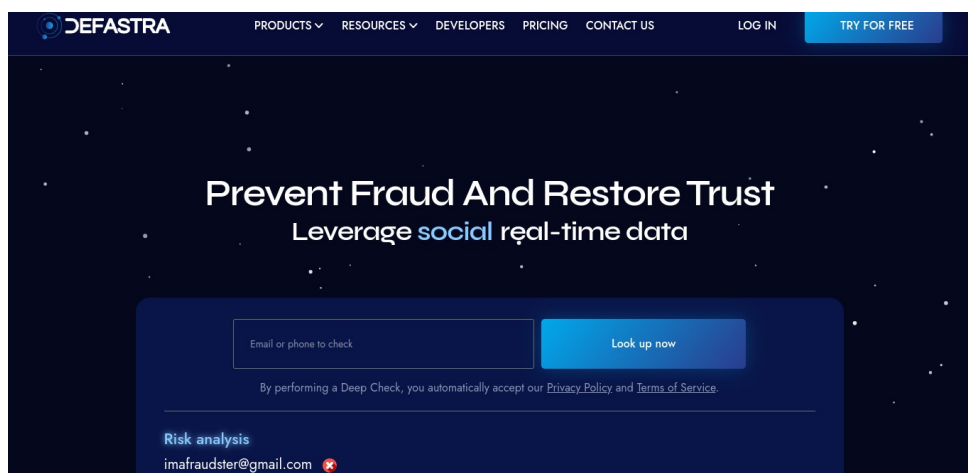 DEFASTRA PRODUCTS RESOURCES DEVELOPERS PRICING CONTACT US LOG IN TRY FOR FREE
Prevent Fraud And Restore Trust
Leverage social real-time data
Email or phone to check Look up now
By performing a Deep Check, you automatically accept our Privacy Policy and Terms of Service.
Risk analysis
imafraudster@gmail.com